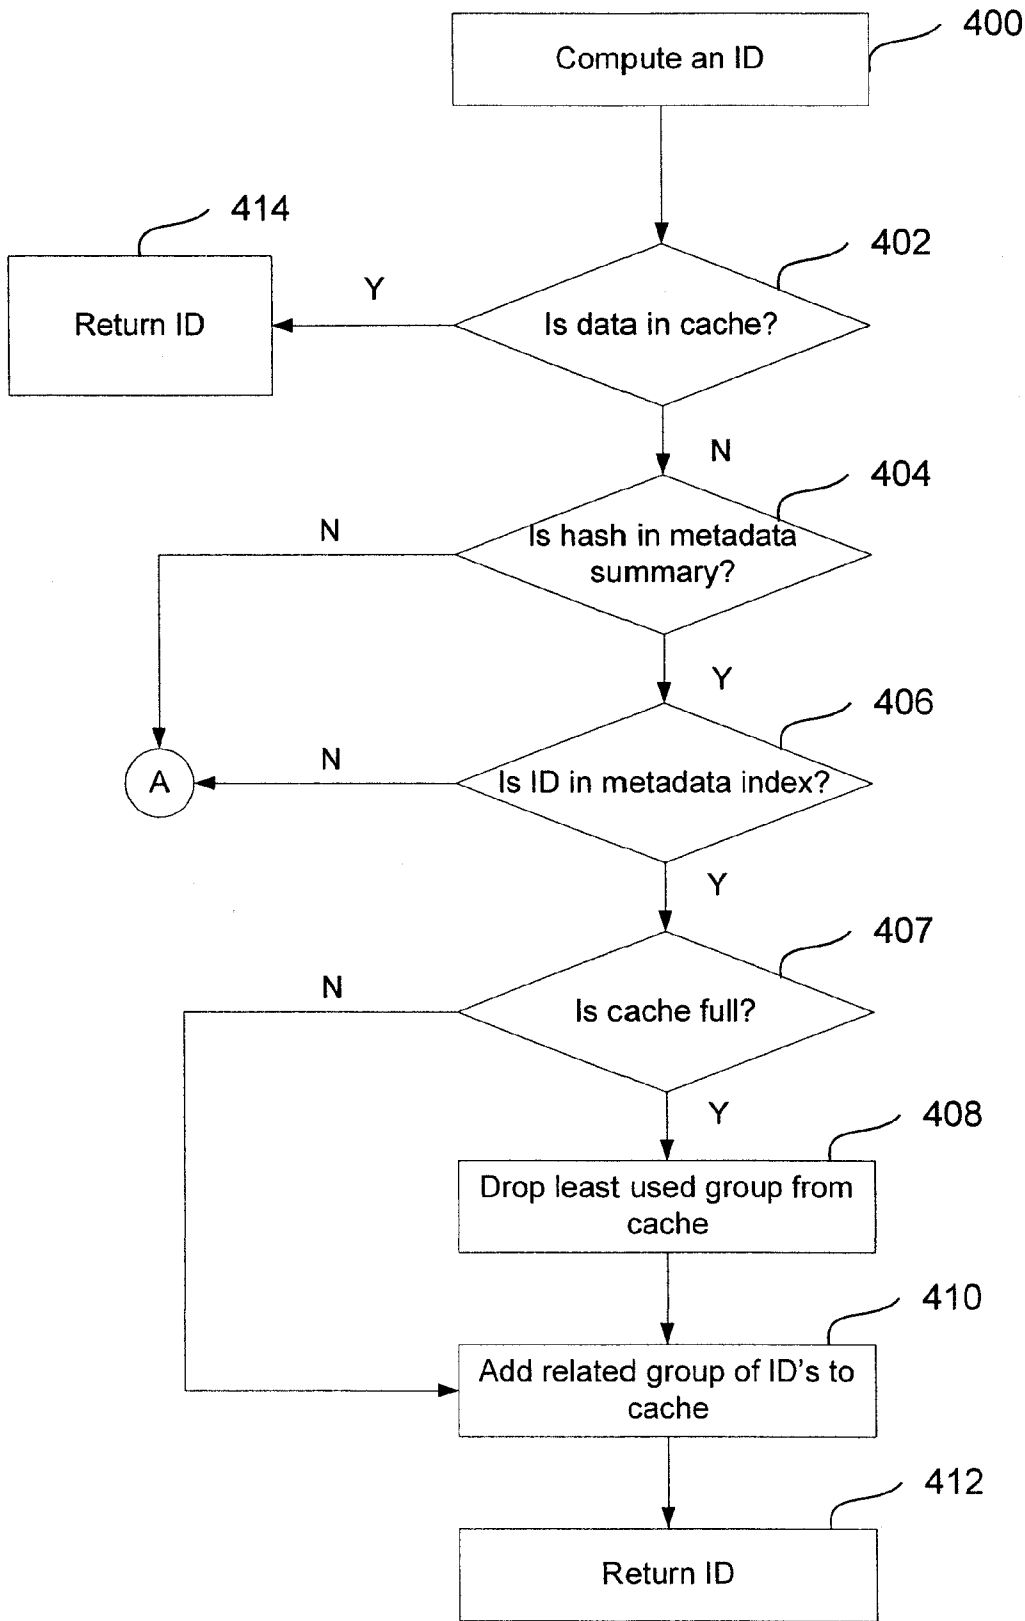 400
Compute an ID
414
402
Return ID
Y
Is data in cache?
N
404
N
Is hash in metadata
summary?
Y
406
A
N
Is ID in metadata index?
Y
407
N
Is cache full?
Y
408
Drop least used group from
cache
410
Add related group of ID's to
cache
412
Return ID